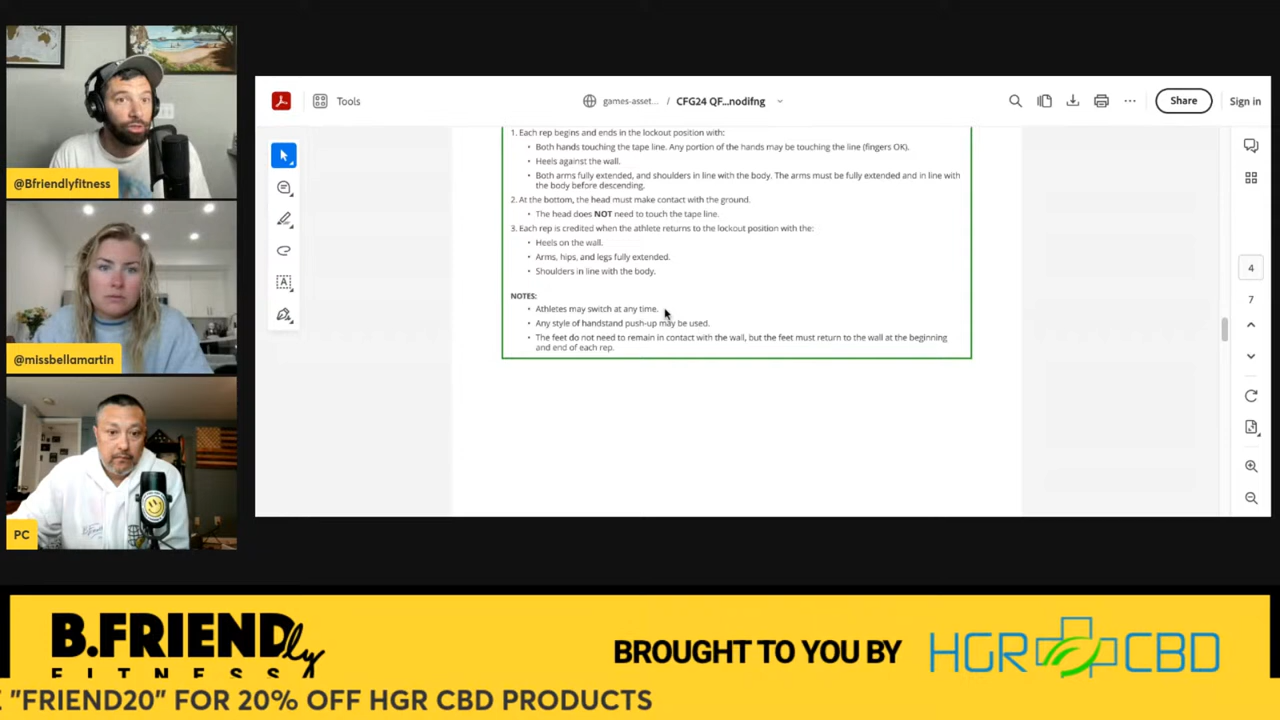 @Bfriendlyfitness
@missbellamartin
PC
Tools
games-asset... / CFG24 QF...nodifng
Share
Sign in
1. Each rep begins and ends in the lockout position with:
• Both hands touching the tape line. Any portion of the hands may be touching the line (fingers OK).
• Heels against the wall.
• Both arms fully extended, and shoulders in line with the body. The arms must be fully extended and in line with
the body before descending.
2. At the bottom, the head must make contact with the ground.
• The head does NOT need to touch the tape line.
3. Each rep is credited when the athlete returns to the lockout position with the:
• Heels on the wall.
• Arms, hips, and legs fully extended.
• Shoulders in line with the body.
NOTES:
• Athletes may switch at any time.
• Any style of handstand push-up may be used.
• The feet do not need to remain in contact with the wall, but the feet must return to the wall at the beginning
and end of each rep.
4
7
B.FRIENDly
FITNESS
BROUGHT TO YOU BY
HGR CBD
"FRIEND20" FOR 20% OFF HGR CBD PRODUCTS